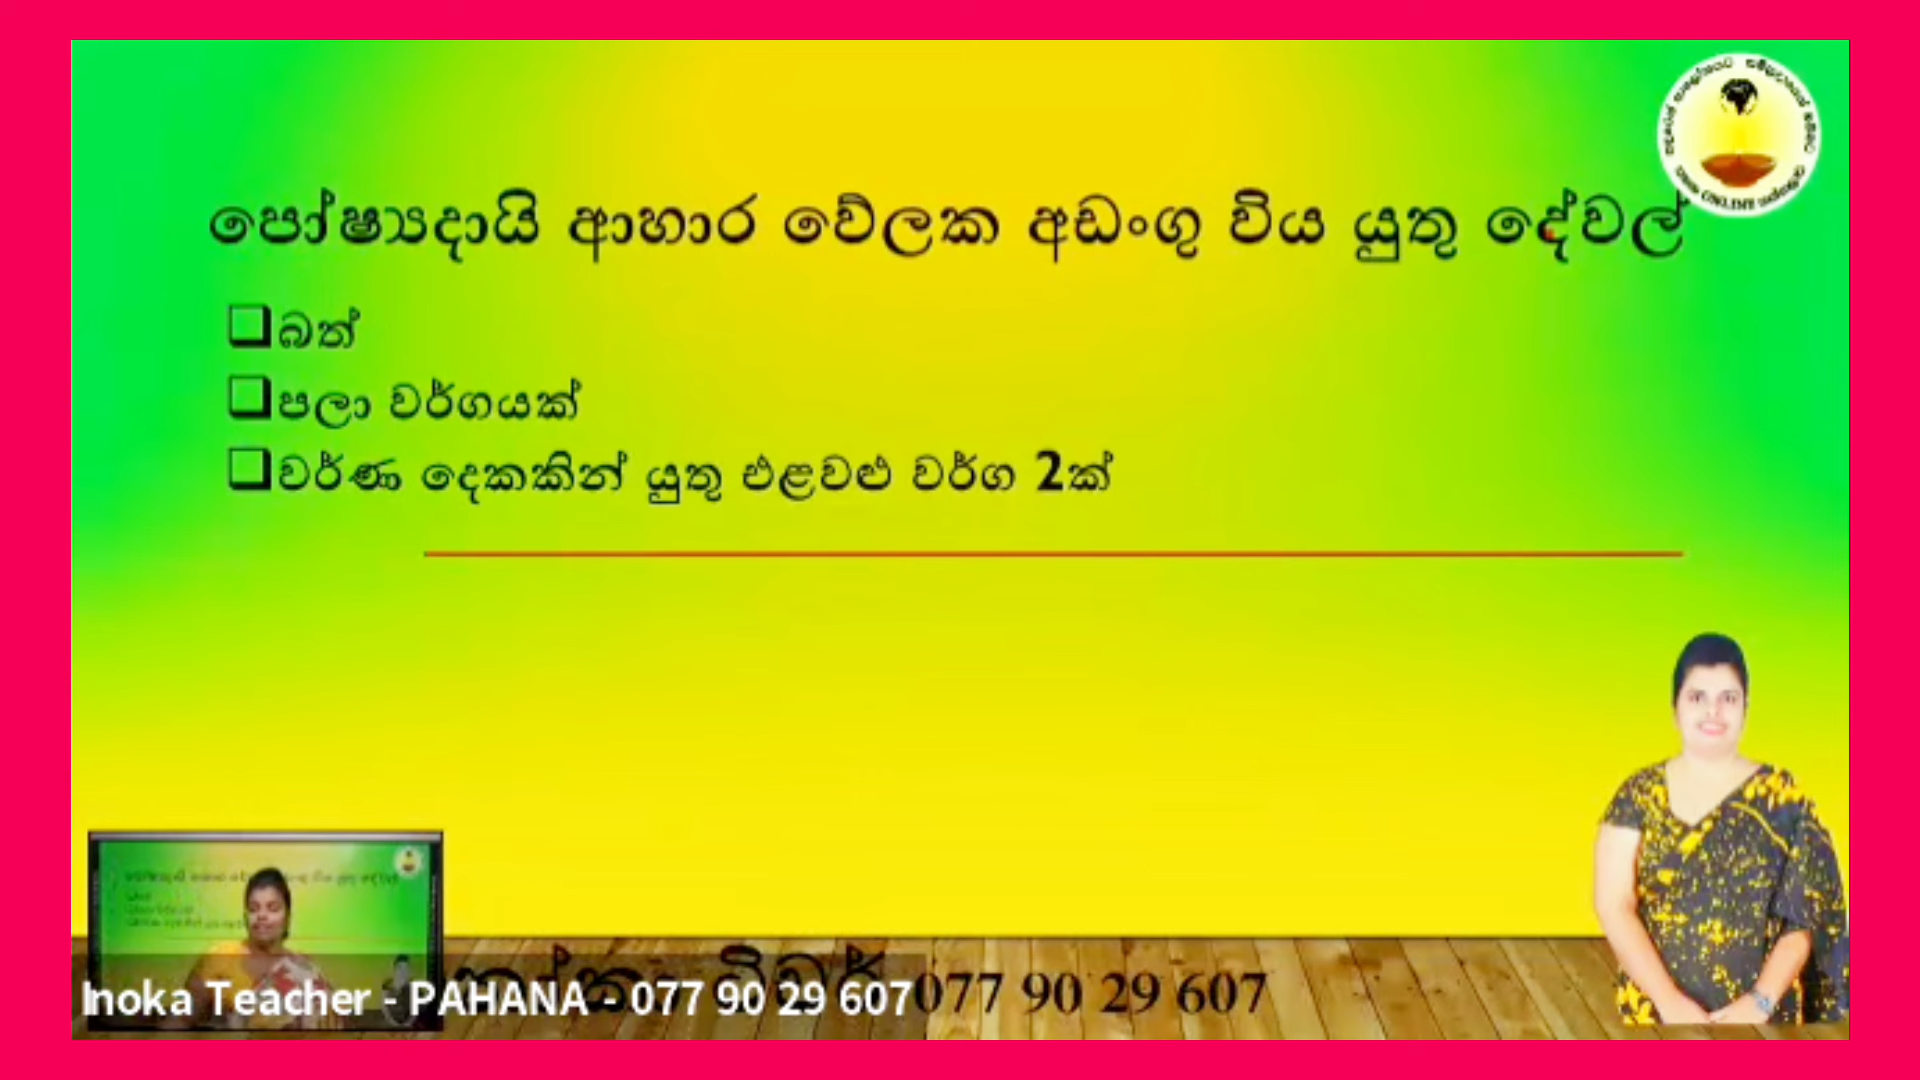 පෝෂ්‍යදායි ආහාර වේලක අඩංගු විය යුතු දේවල්
බත්
පලා වර්ගයක්
වර්ණ දෙකකින් යුතු එළවළු වර්ග 2ක්
Inoka Teacher - PAHANA - 077 90 29 607
077 90 29 607
ONLINE